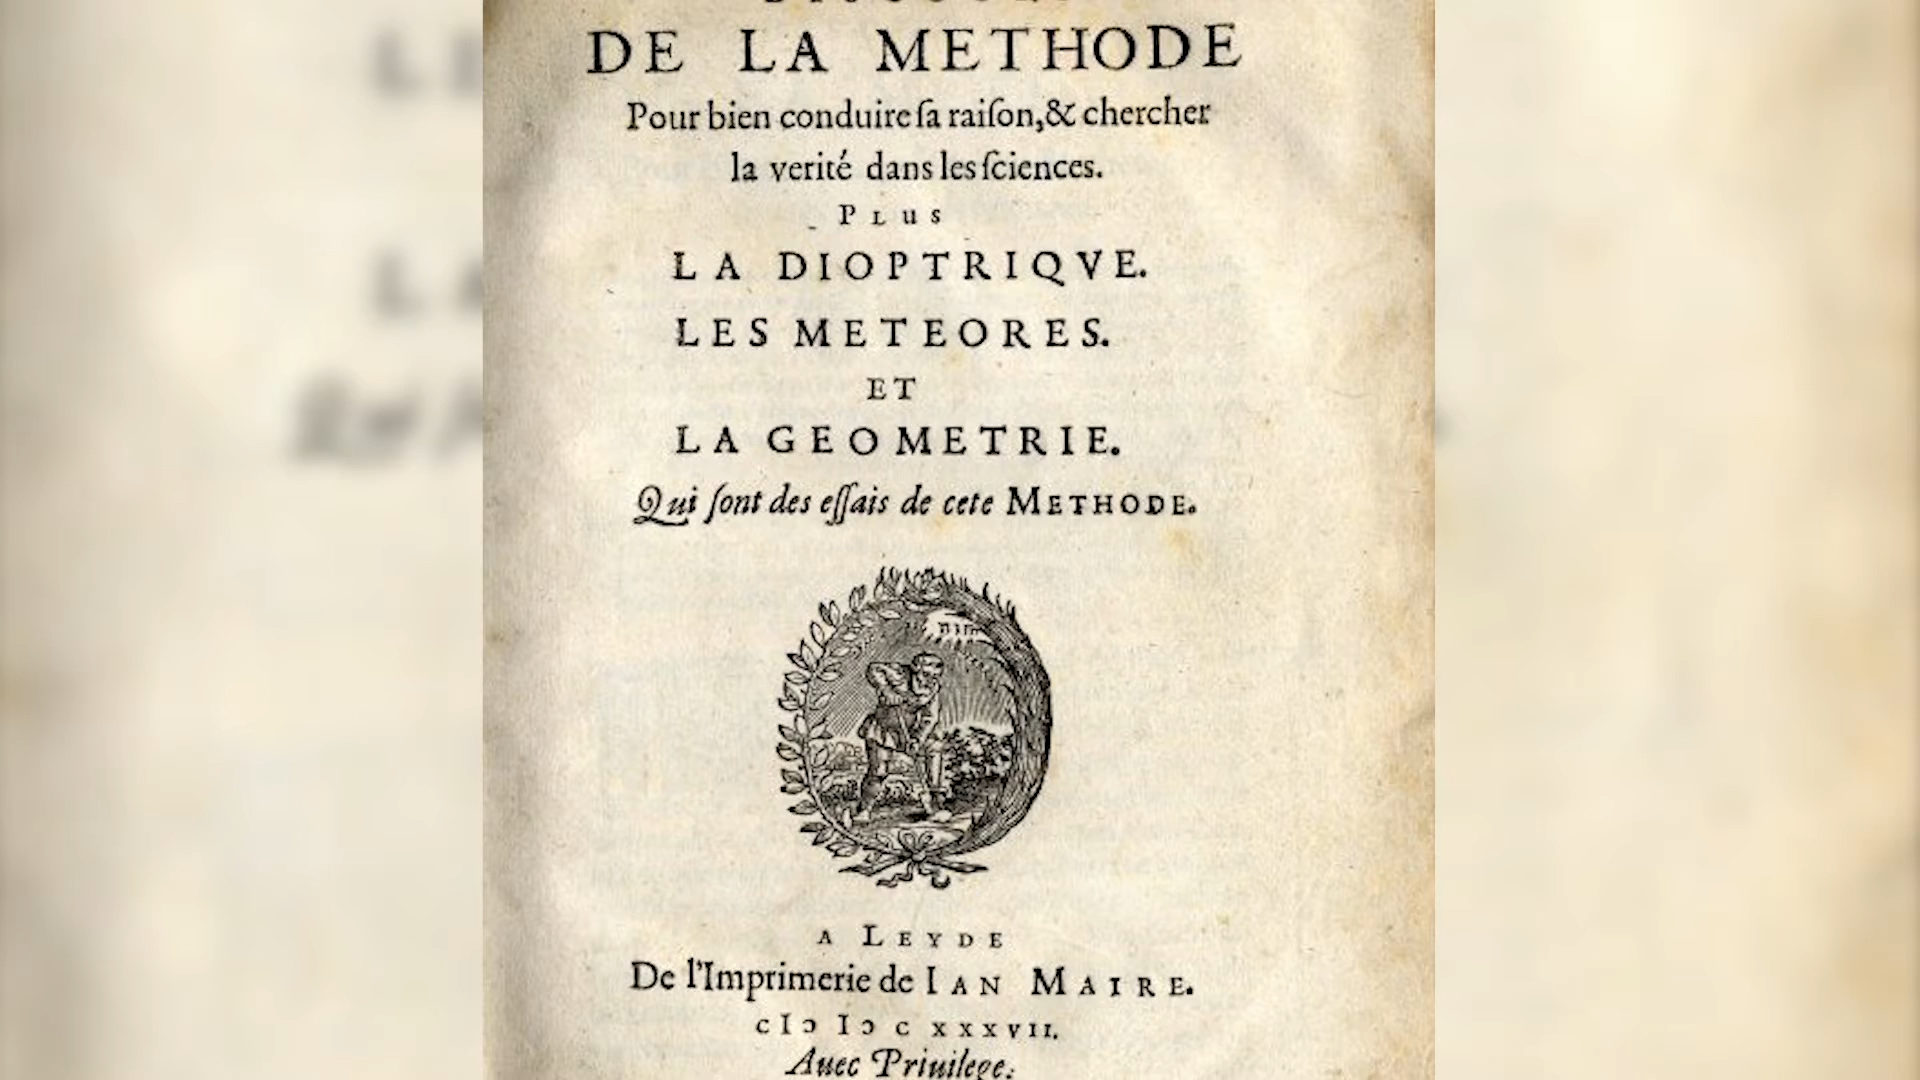 DE LA METHODE
Pour bien conduire ſa raiſon,& chercher
la verité dans les ſciences.
PLUS
LA DIOPTRIQVE.
LES METEORES.
ET
LA GEOMETRIE.
Qui ſont des eſſais de cete METHODE.
A LEYDE
De l'Imprimerie de IAN MAIRE.
cIↄ Iↄ c xxxvii.
Auec Priuilege.